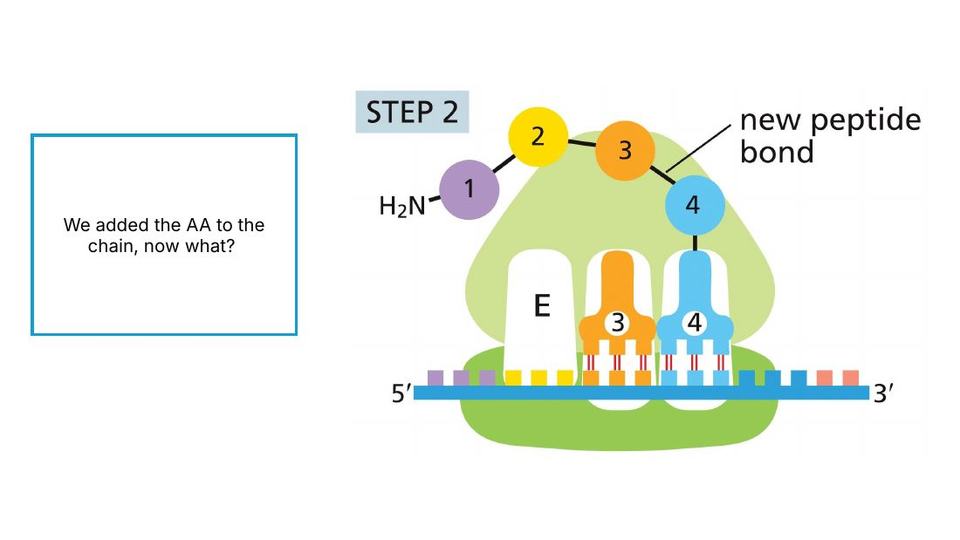 We added the AA to the
chain, now what?
STEP 2
new peptide
bond
1
2
3
4
H₂N
E
3
4
5′
3′